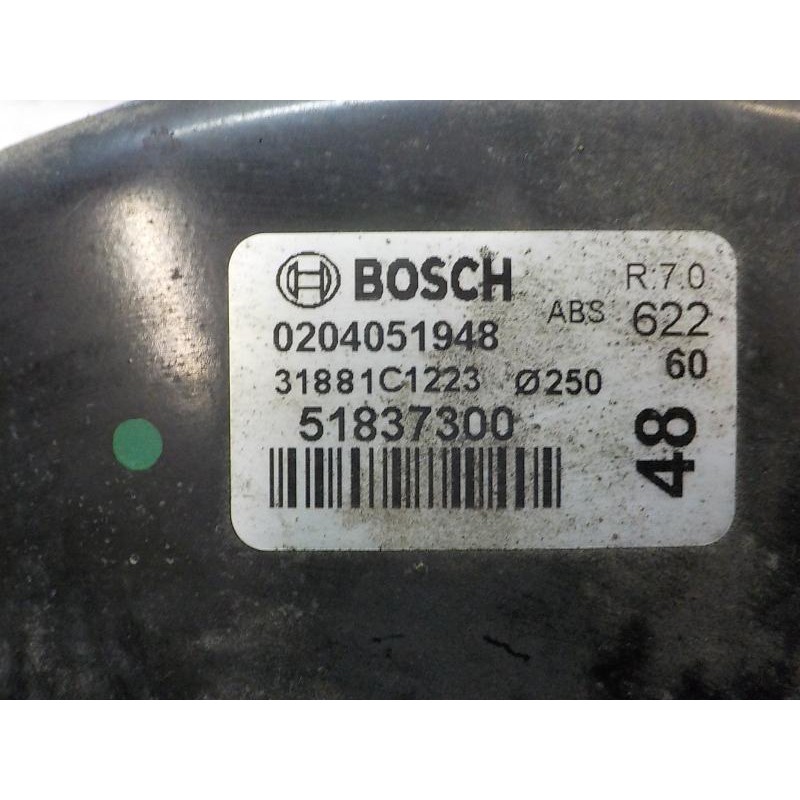 BOSCH R.7.0
0204051948 ABS 622
31881C1223 Ø250 60
51837300 48